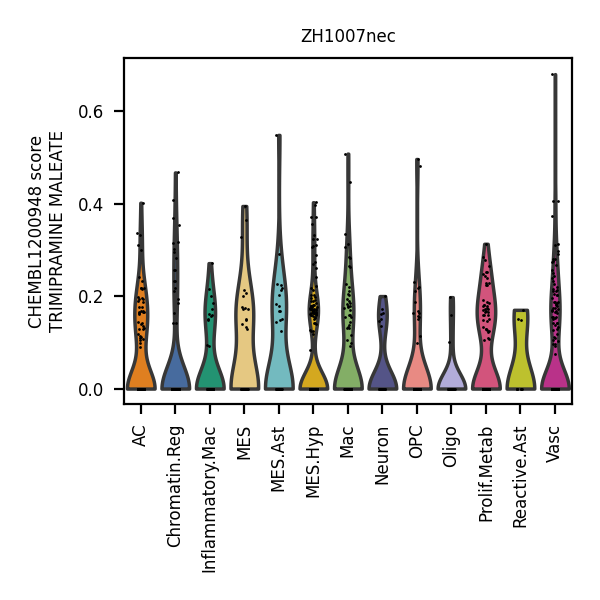 ZH1007nec
CHEMBL1200948 score
TRIMIPRAMINE MALEATE
0.6
0.4
0.2
0.0
AC
Chromatin.Reg
Inflammatory.Mac
MES
MES.Ast
MES.Hyp
Mac
Neuron
OPC
Oligo
Prolif.Metab
Reactive.Ast
Vasc